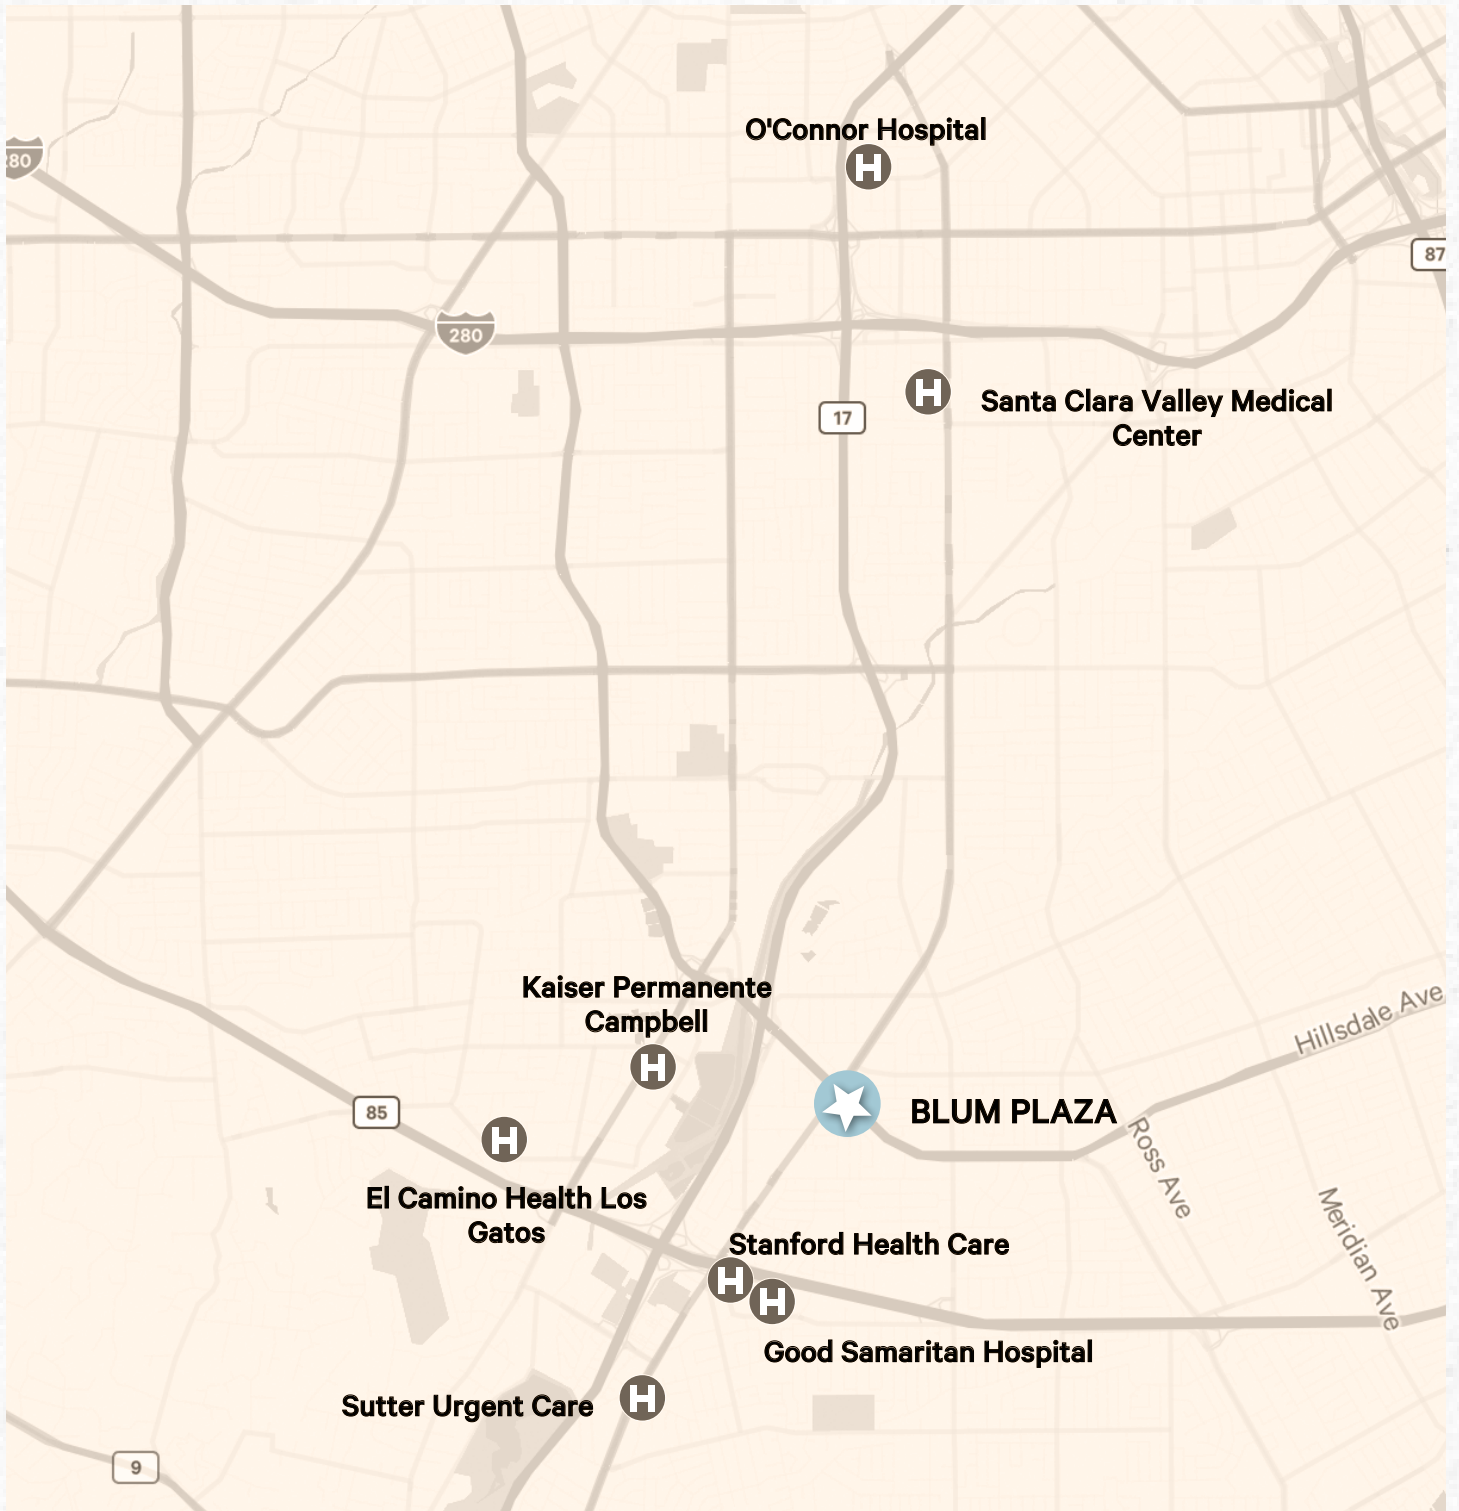 O'Connor Hospital
H
280
87
280
H
Santa Clara Valley Medical
Center
17
Kaiser Permanente
Campbell
H
Hillsdale Ave
BLUM PLAZA
85
H
Ross Ave
El Camino Health Los
Gatos
Meridian Ave
Stanford Health Care
H
H
Good Samaritan Hospital
Sutter Urgent Care
H
9